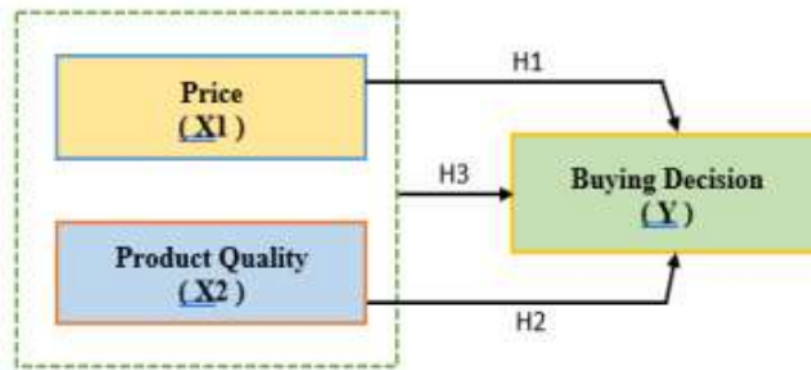 Price
( X1 )
H1
H3
Buying Decision
( Y )
Product Quality
( X2 )
H2